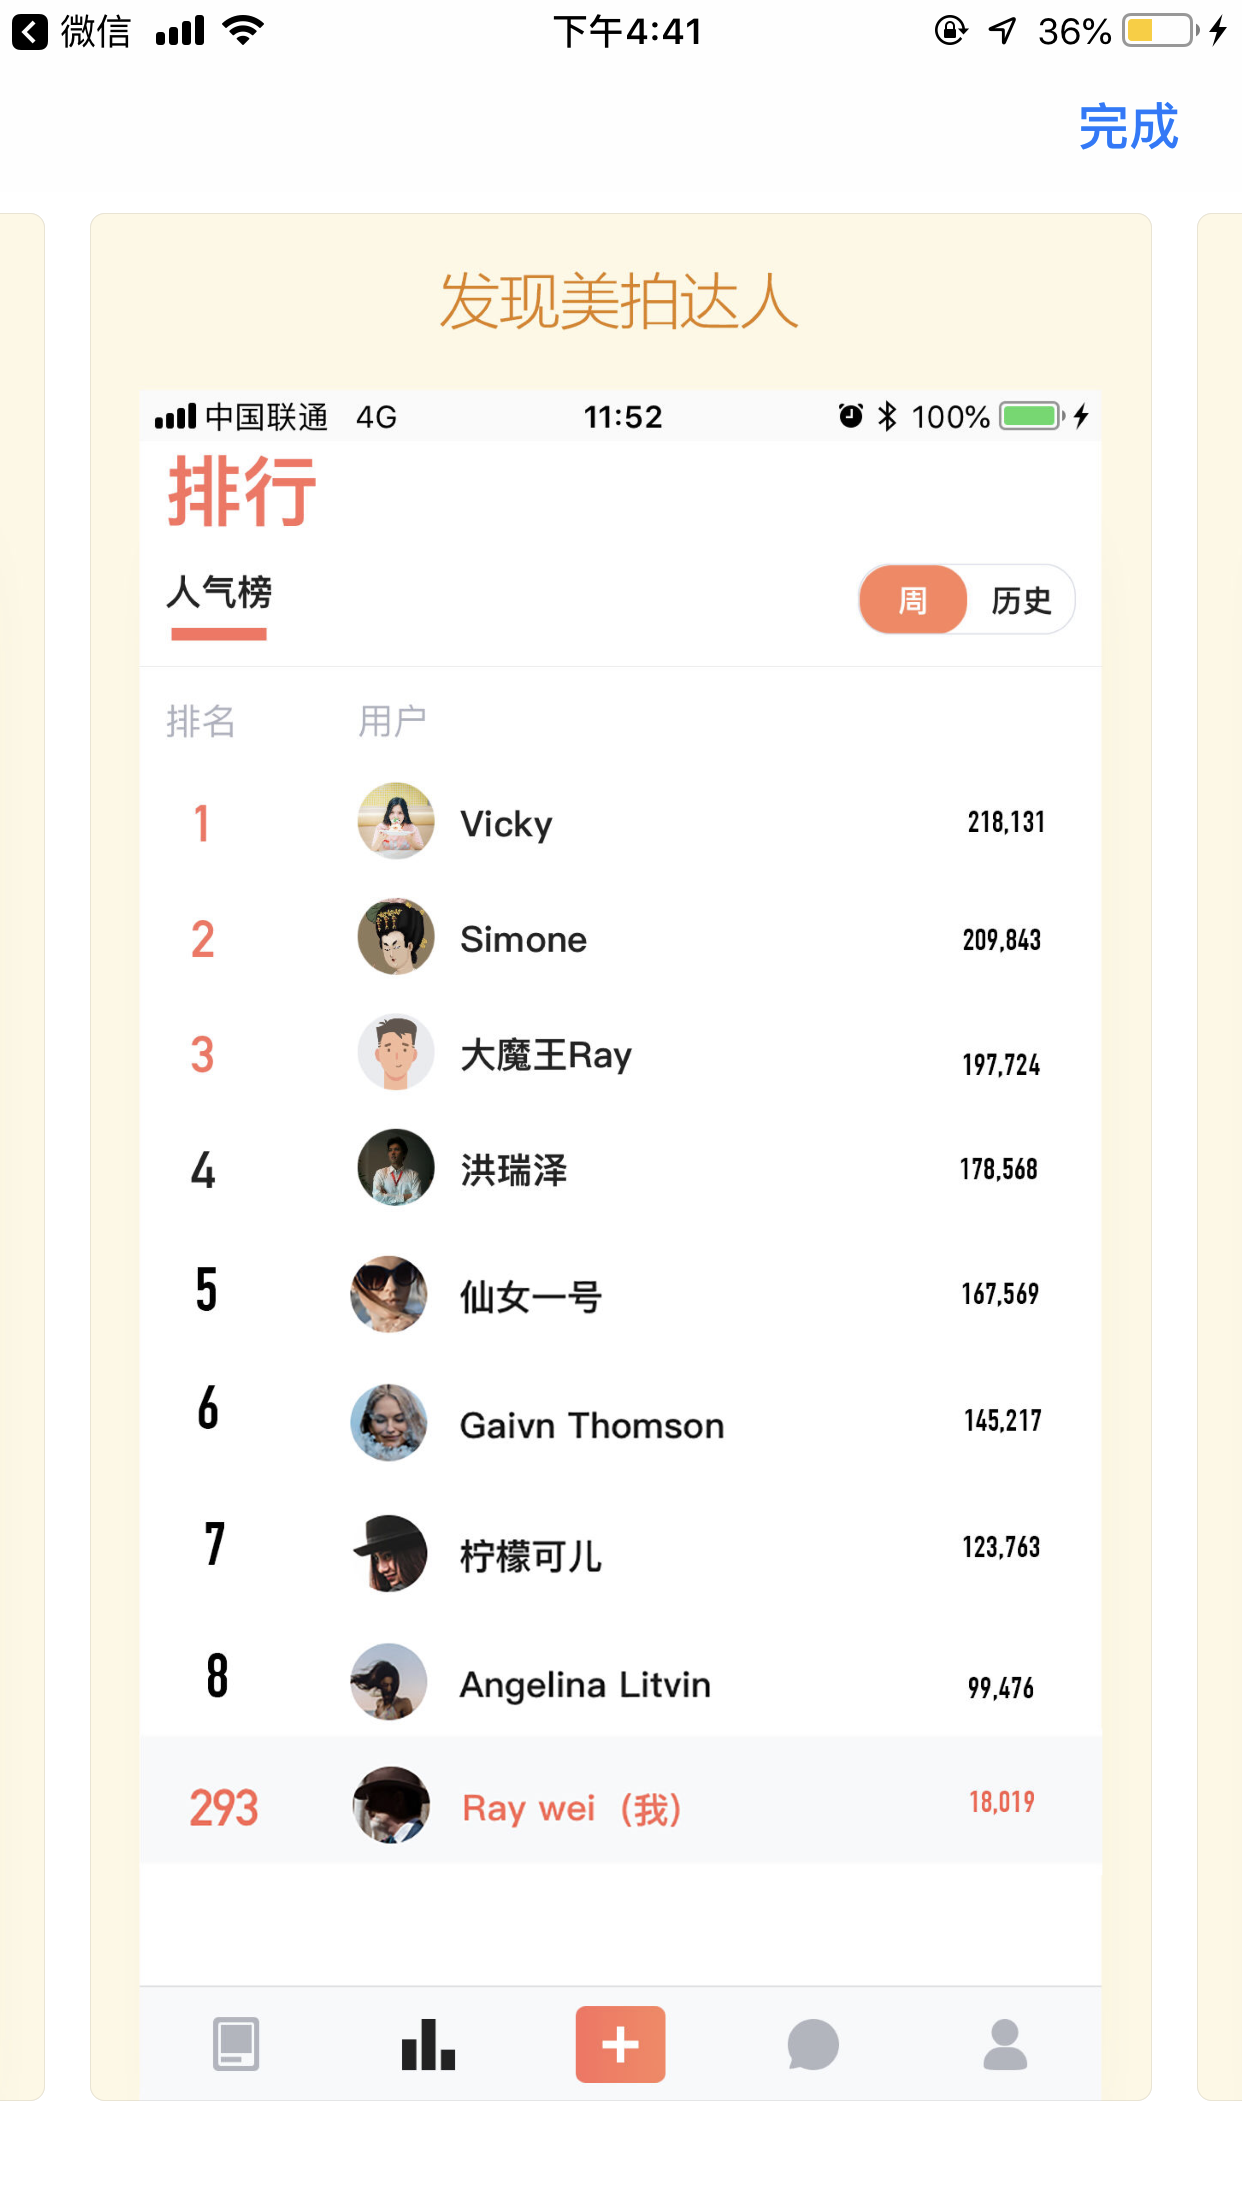 微信 下午4:41 36%
完成
发现美拍达人
中国联通 4G 11:52 100%
排行
人气榜 周 历史
排名 用户
1 Vicky 218,131
2 Simone 209,843
3 大魔王Ray 197,724
4 洪瑞泽 178,568
5 仙女一号 167,569
6 Gaivn Thomson 145,217
7 柠檬可儿 123,763
8 Angelina Litvin 99,476
293 Ray wei（我） 18,019